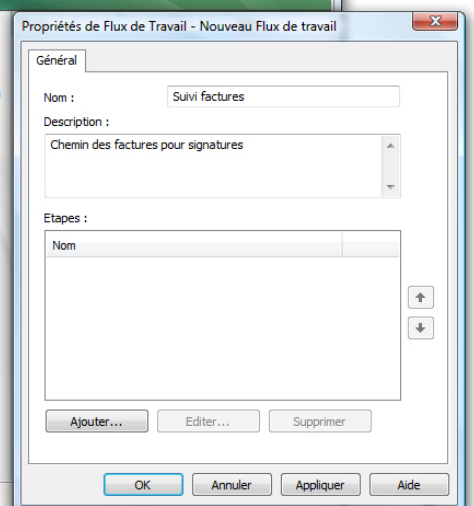 Propriétés de Flux de Travail - Nouveau Flux de travail
Général
Nom : Suivi factures
Description :
Chemin des factures pour signatures
Etapes :
Nom
Ajouter... Editer... Supprimer
OK Annuler Appliquer Aide